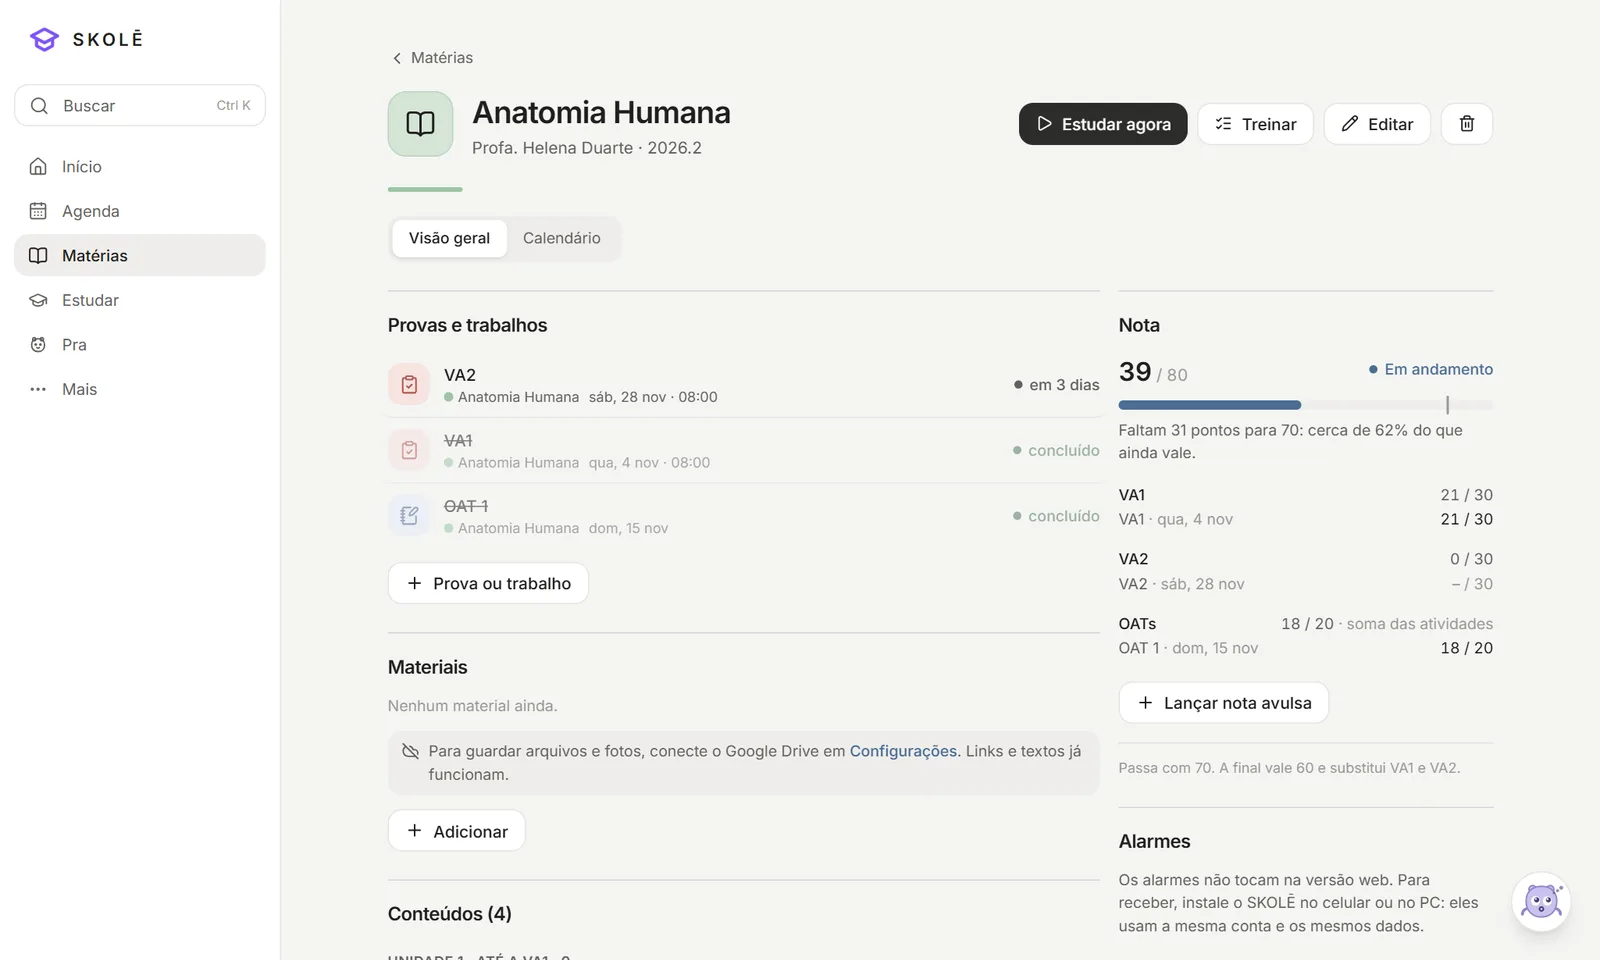 SKOLĒ
Buscar Ctrl K
Início
Agenda
Matérias
Estudar
Pra
Mais
Matérias
Anatomia Humana
Profa. Helena Duarte · 2026.2
Estudar agora
Treinar
Editar
Visão geral
Calendário
Provas e trabalhos
VA2
Anatomia Humana sáb, 28 nov · 08:00
em 3 dias
VA1
Anatomia Humana qua, 4 nov · 08:00
concluído
OAT 1
Anatomia Humana dom, 15 nov
concluído
Prova ou trabalho
Materiais
Nenhum material ainda.
Para guardar arquivos e fotos, conecte o Google Drive em Configurações. Links e textos já
funcionam.
Adicionar
Conteúdos (4)
Nota
39 / 80
Em andamento
Faltam 31 pontos para 70: cerca de 62% do que
ainda vale.
VA1 21 / 30
VA1 · qua, 4 nov 21 / 30
VA2 0 / 30
VA2 · sáb, 28 nov – / 30
OATs 18 / 20 · soma das atividades
OAT 1 · dom, 15 nov 18 / 20
Lançar nota avulsa
Passa com 70. A final vale 60 e substitui VA1 e VA2.
Alarmes
Os alarmes não tocam na versão web. Para
receber, instale o SKOLĒ no celular ou no PC: eles
usam a mesma conta e os mesmos dados.